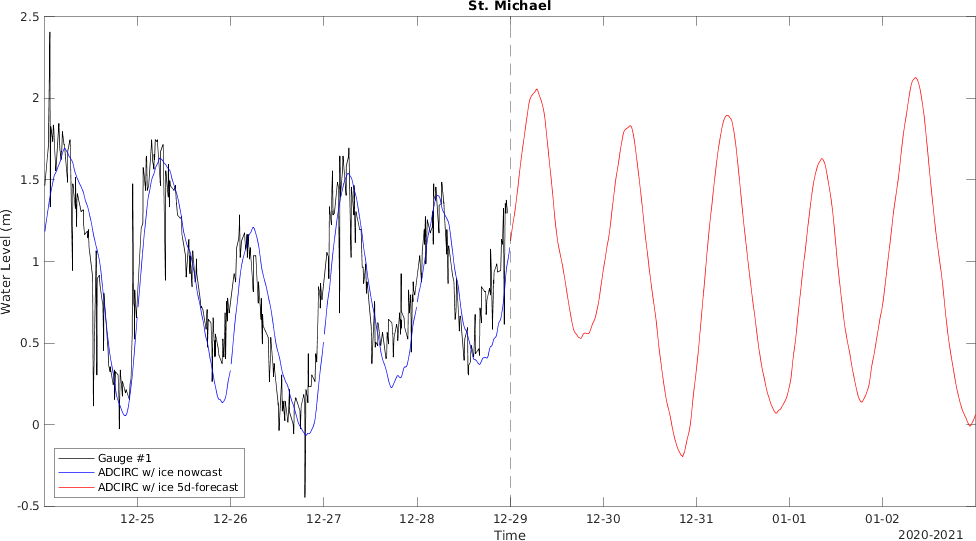 St. Michael
2.5
2
1.5
1
0.5
0
-0.5
Water Level (m)
Gauge #1
ADCIRC w/ ice nowcast
ADCIRC w/ ice 5d-forecast
12-25
12-26
12-27
12-28
12-29
12-30
12-31
01-01
01-02
Time
2020-2021